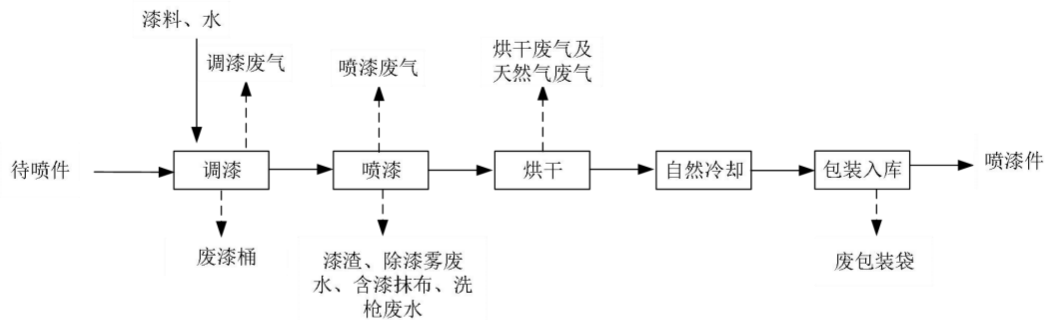 漆料、水
调漆废气
喷漆废气
烘干废气及
天然气废气
待喷件
调漆
喷漆
烘干
自然冷却
包装入库
喷漆件
废漆桶
漆渣、除漆雾废
水、含漆抹布、洗
枪废水
废包装袋